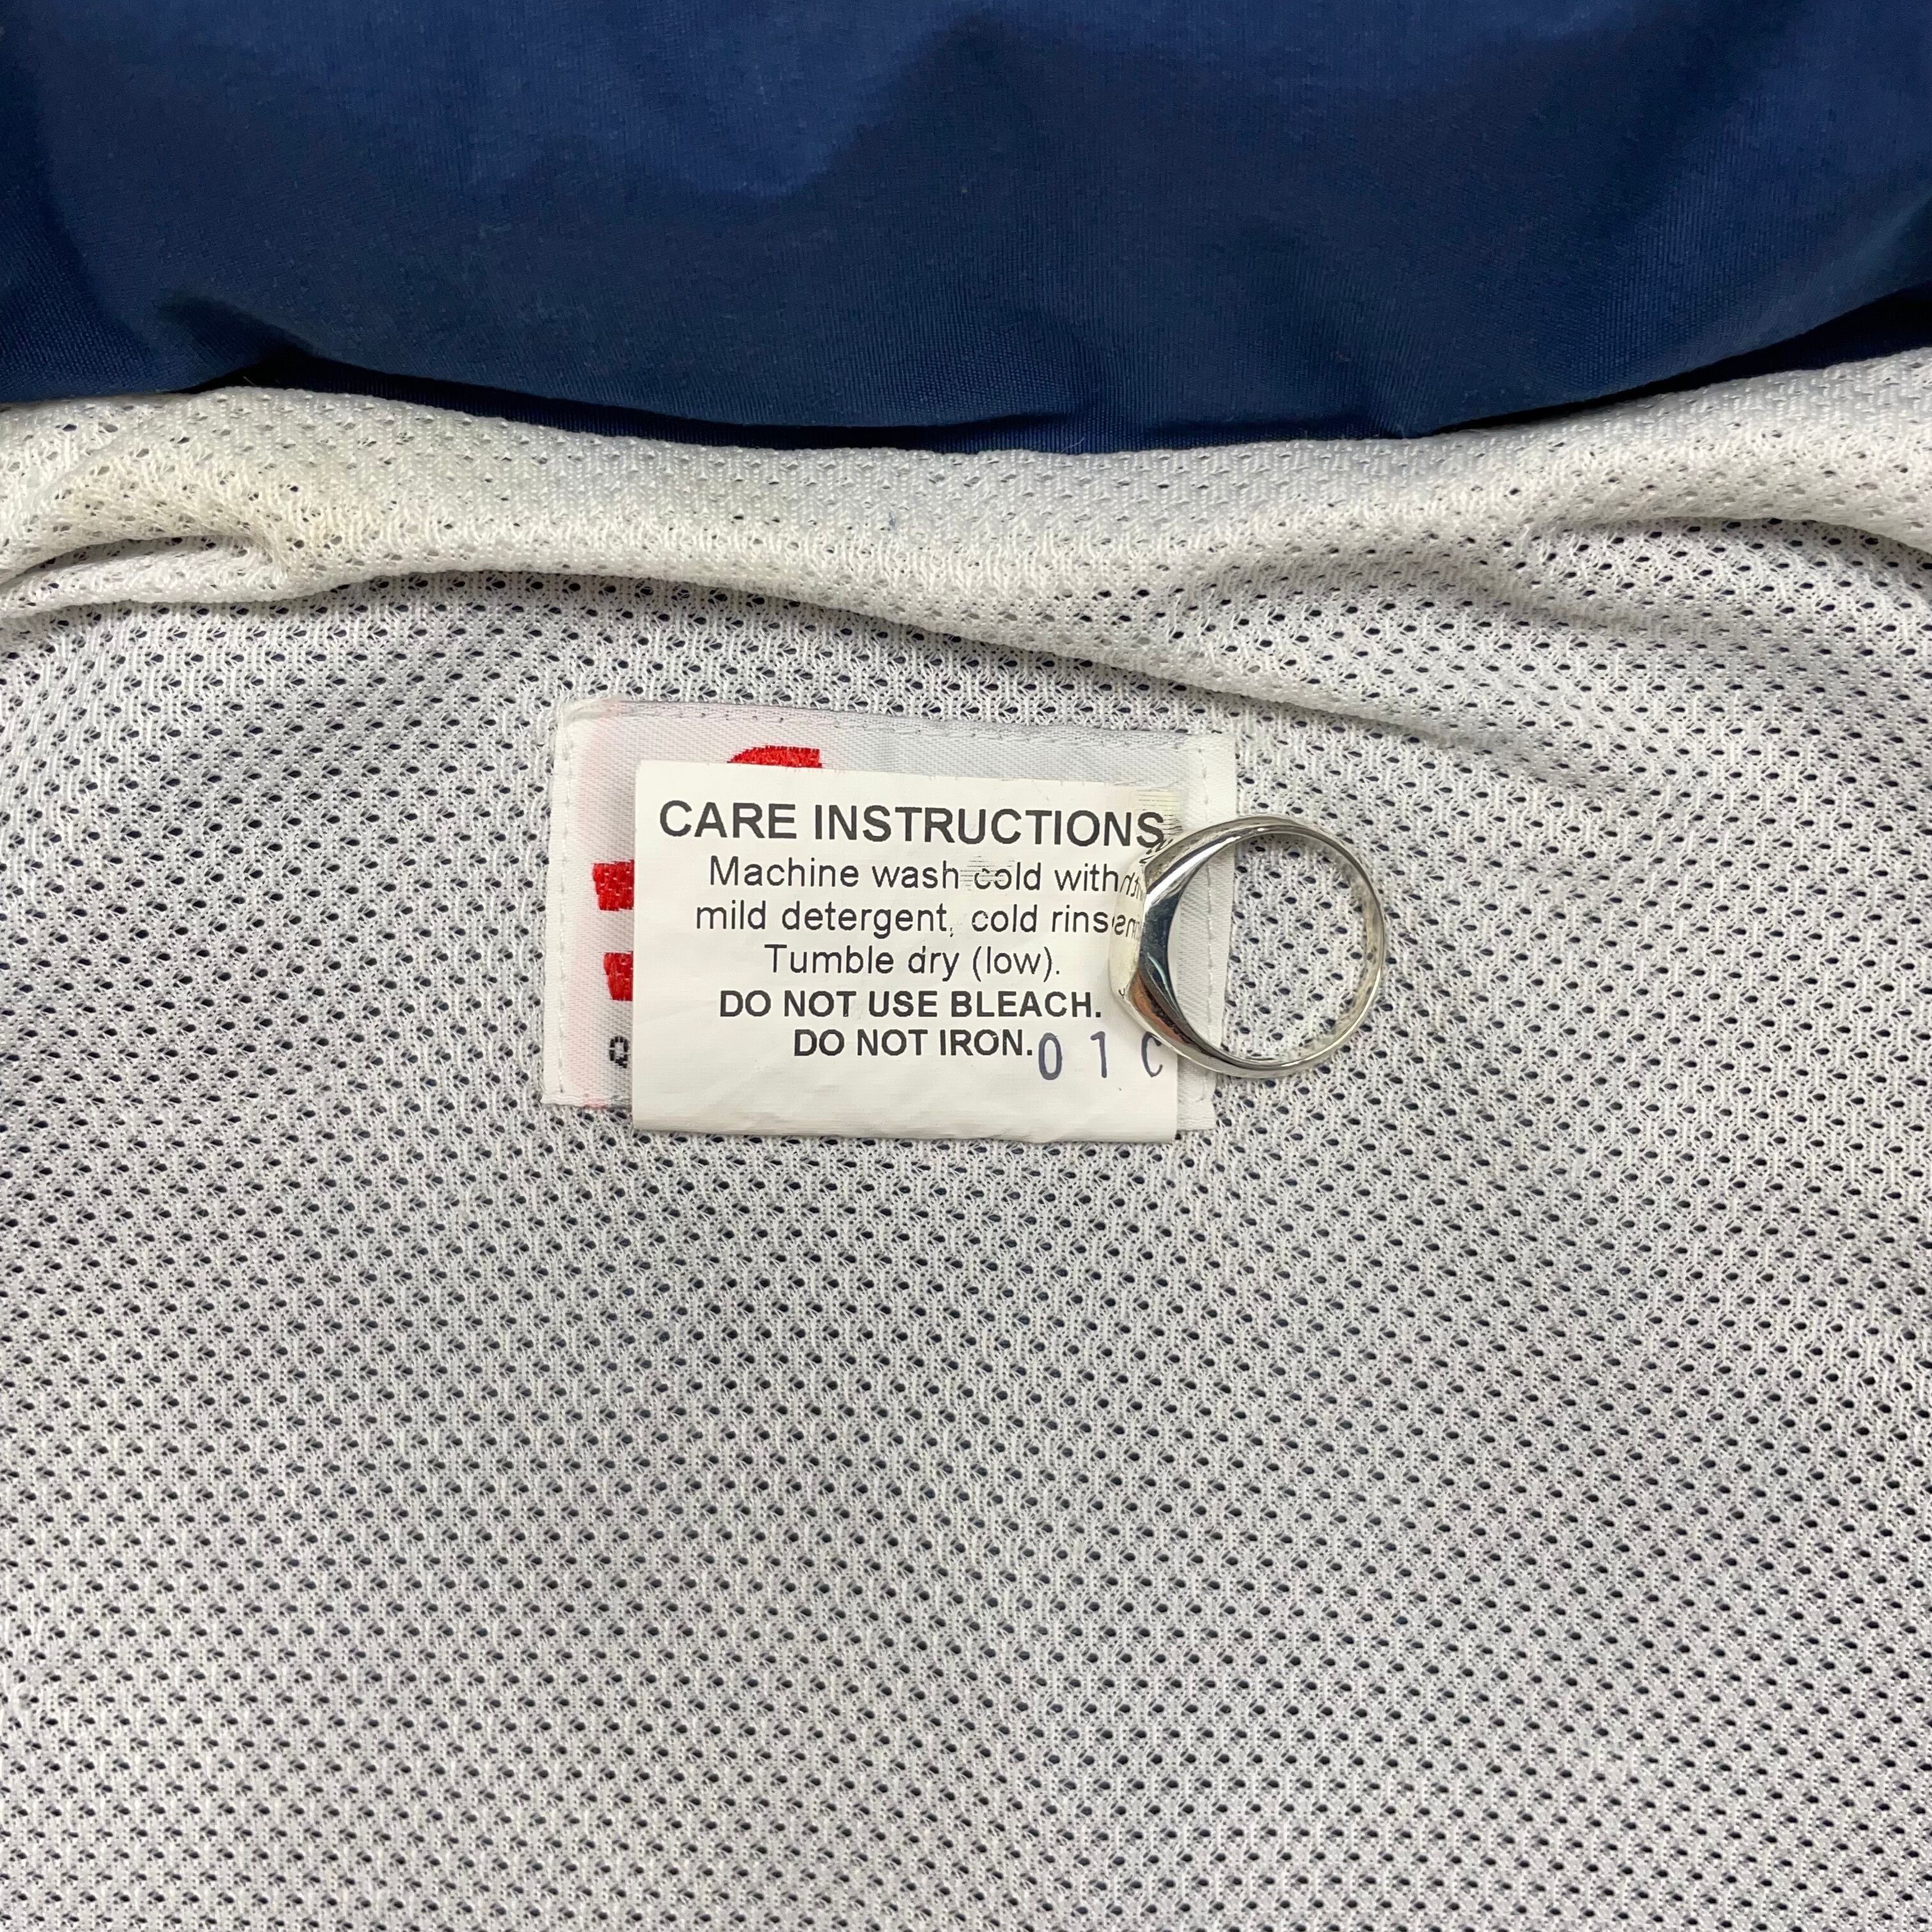 CARE INSTRUCTIONS
Machine wash cold with
mild detergent, cold rinse
Tumble dry (low).
DO NOT USE BLEACH.
DO NOT IRON.
01C
Q